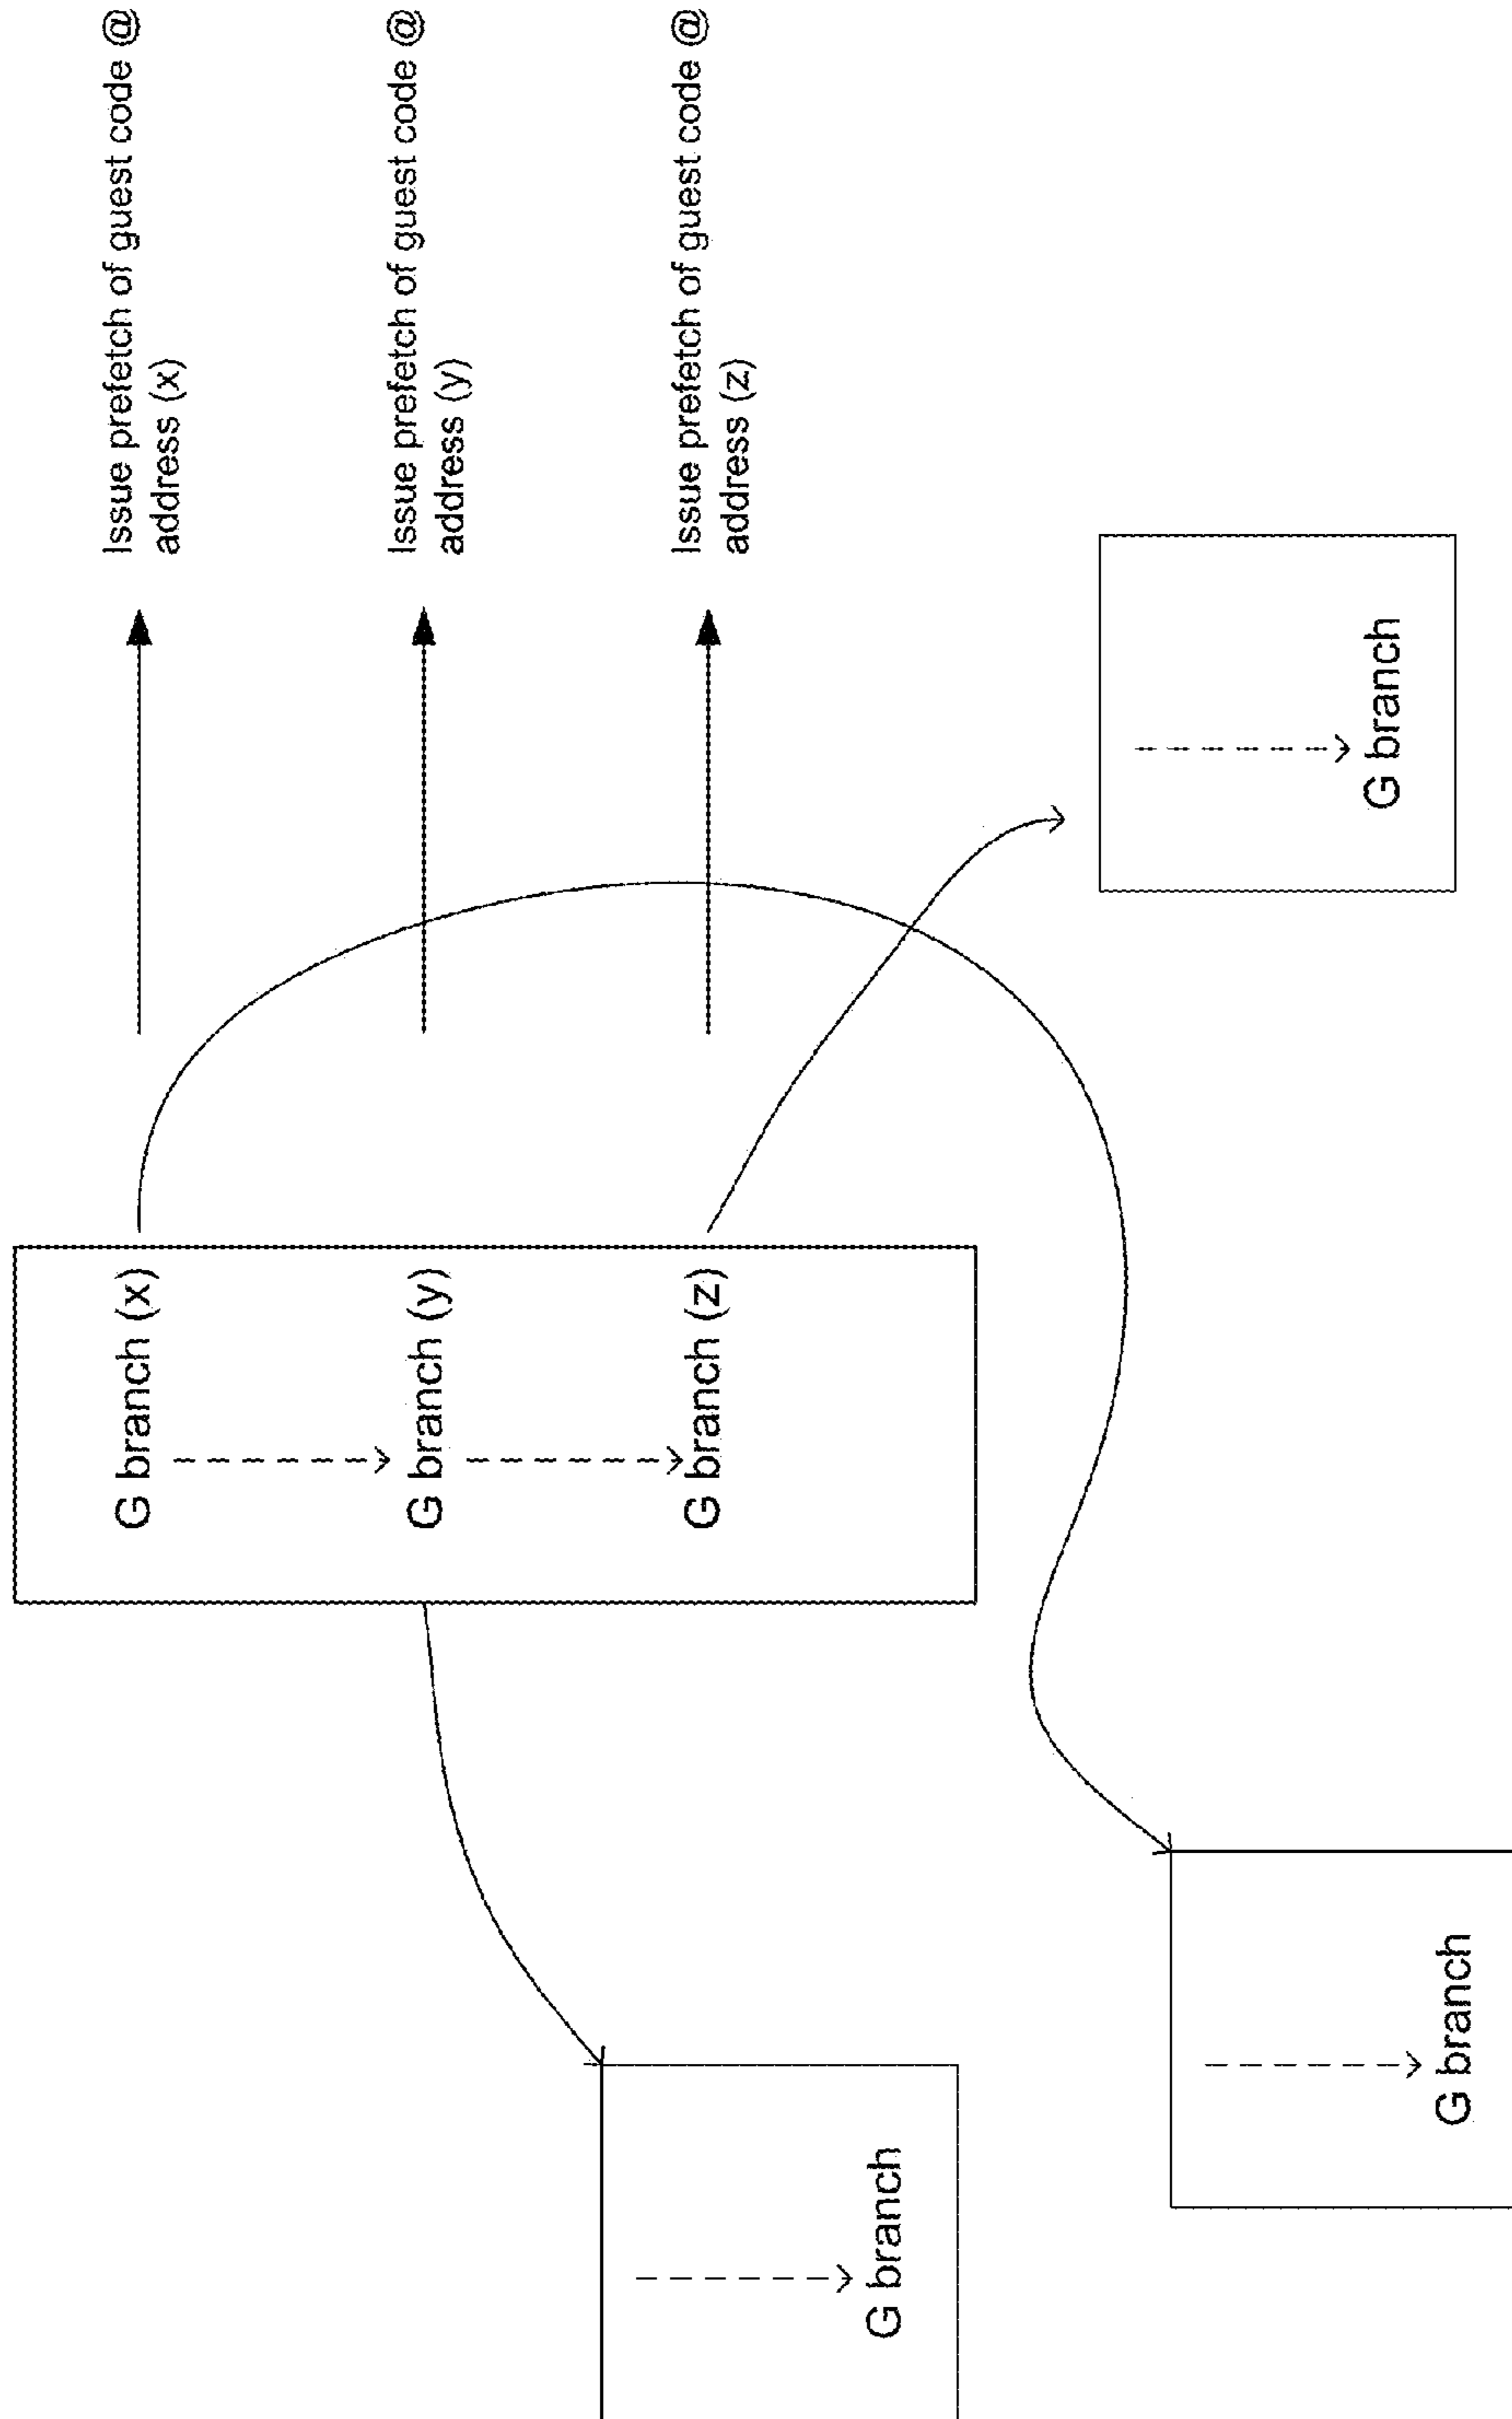 G branch (x)
G branch (y)
G branch (z)
Issue prefetch of guest code @
address (x)
Issue prefetch of guest code @
address (y)
Issue prefetch of guest code @
address (z)
G branch
G branch
G branch